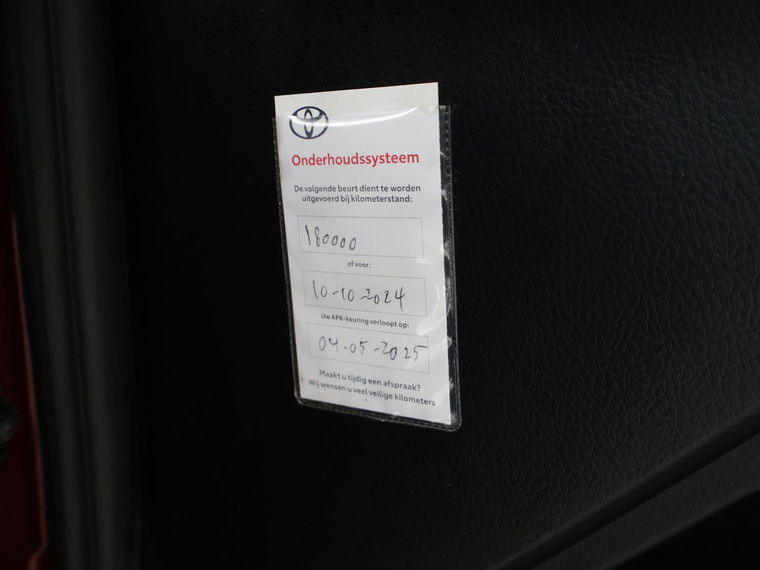 Onderhoudssysteem
De volgende beurt dient te worden
uitgevoerd bij kilometerstand:
180000
of voor:
10-10-2024
Uw APK-keuring verloopt op:
04-05-2025
Maakt u tijdig een afspraak?
Wij wensen u veel veilige kilometers